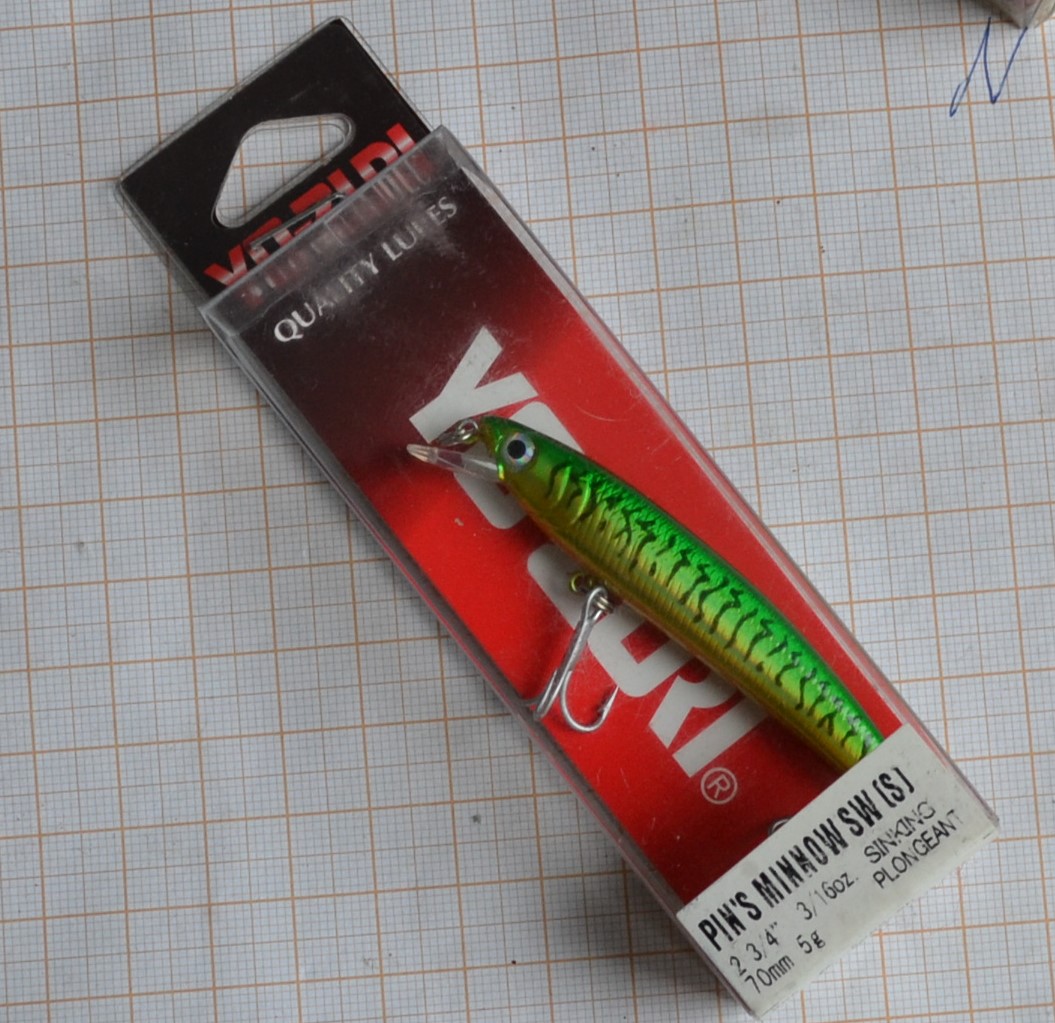 YO-ZURI
QUALITY LURES
YO-ZURI®
PIN'S MINNOW SW (S)
2 3/4" 3/16oz. SINKING
70mm 5g PLONGEANT
N